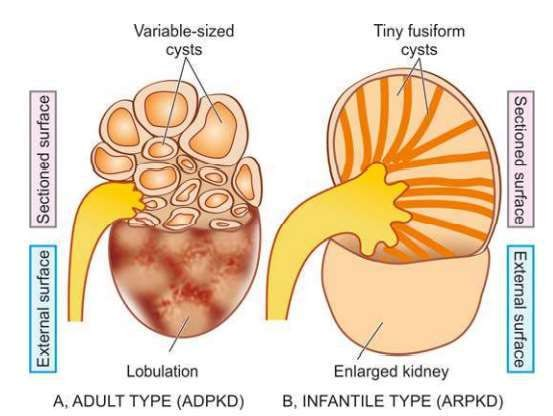 Variable-sized
cysts
Tiny fusiform
cysts
Sectioned surface
Sectioned surface
External surface
External surface
Lobulation
Enlarged kidney
A, ADULT TYPE (ADPKD)
B, INFANTILE TYPE (ARPKD)